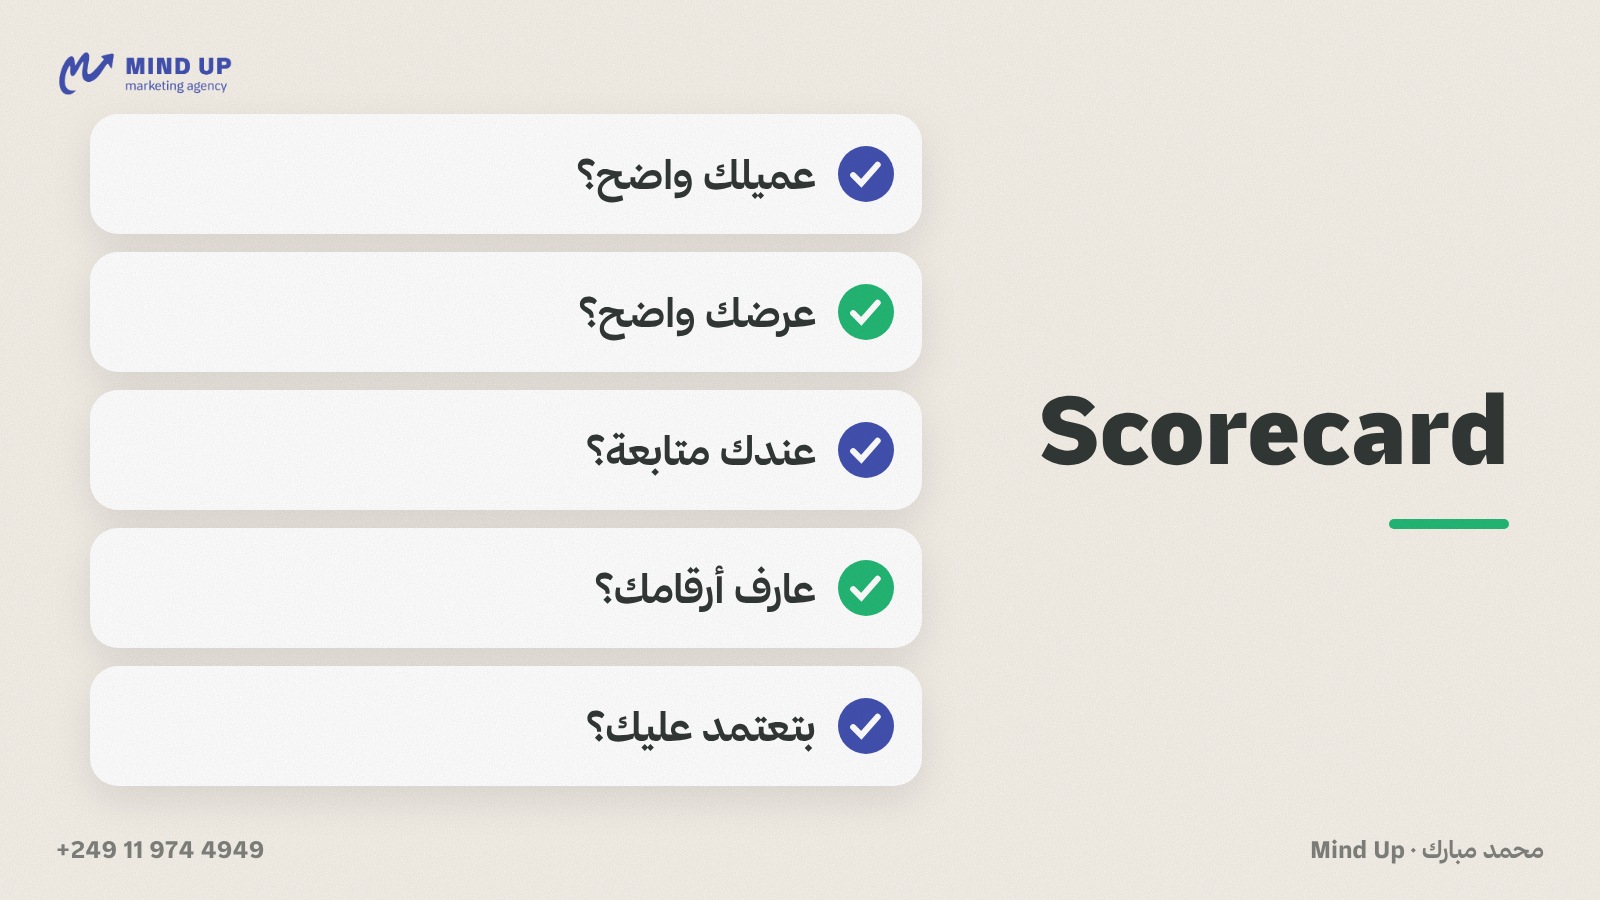 MIND UP
marketing agency
Scorecard
عميلك واضح؟
عرضك واضح؟
عندك متابعة؟
عارف أرقامك؟
بتعتمد عليك؟
محمد مبارك · Mind Up
+249 11 974 4949